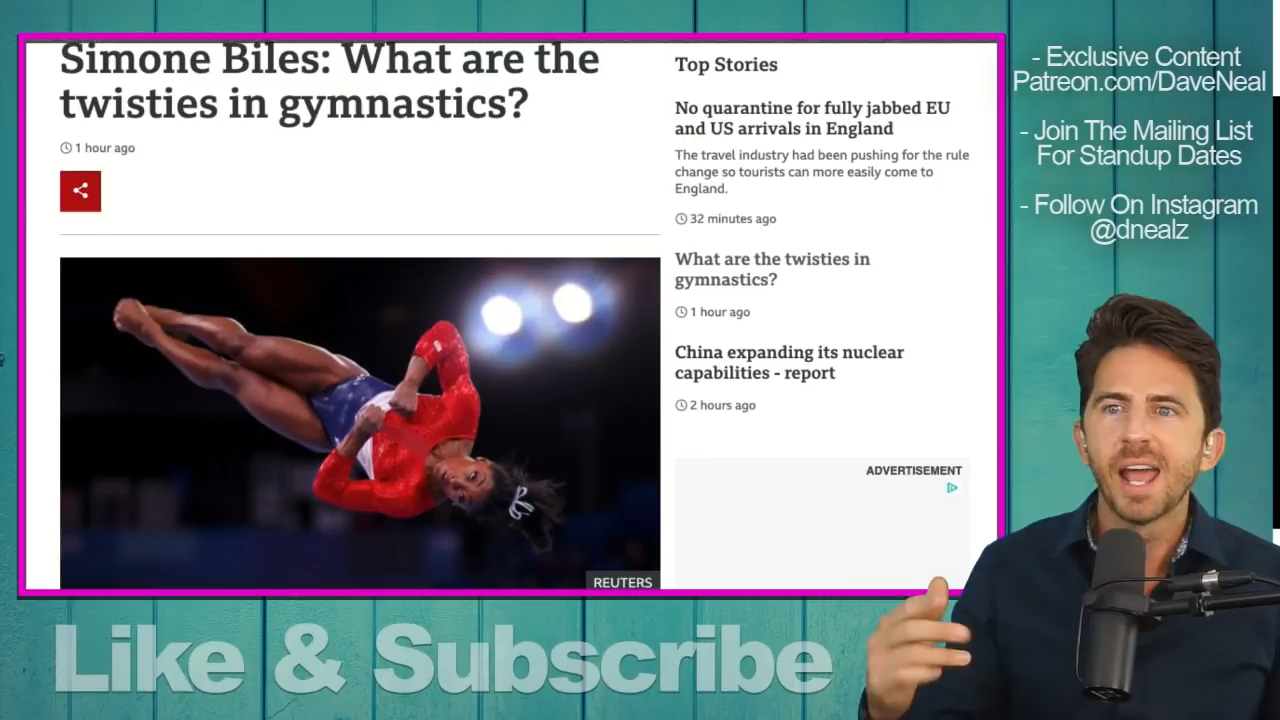 Simone Biles: What are the
twisties in gymnastics?
1 hour ago
REUTERS
Top Stories
No quarantine for fully jabbed EU
and US arrivals in England
The travel industry had been pushing for the rule
change so tourists can more easily come to
England.
32 minutes ago
What are the twisties in
gymnastics?
1 hour ago
China expanding its nuclear
capabilities - report
2 hours ago
ADVERTISEMENT
- Exclusive Content
Patreon.com/DaveNeal
- Join The Mailing List
For Standup Dates
- Follow On Instagram
@dnealz
Like & Subscribe